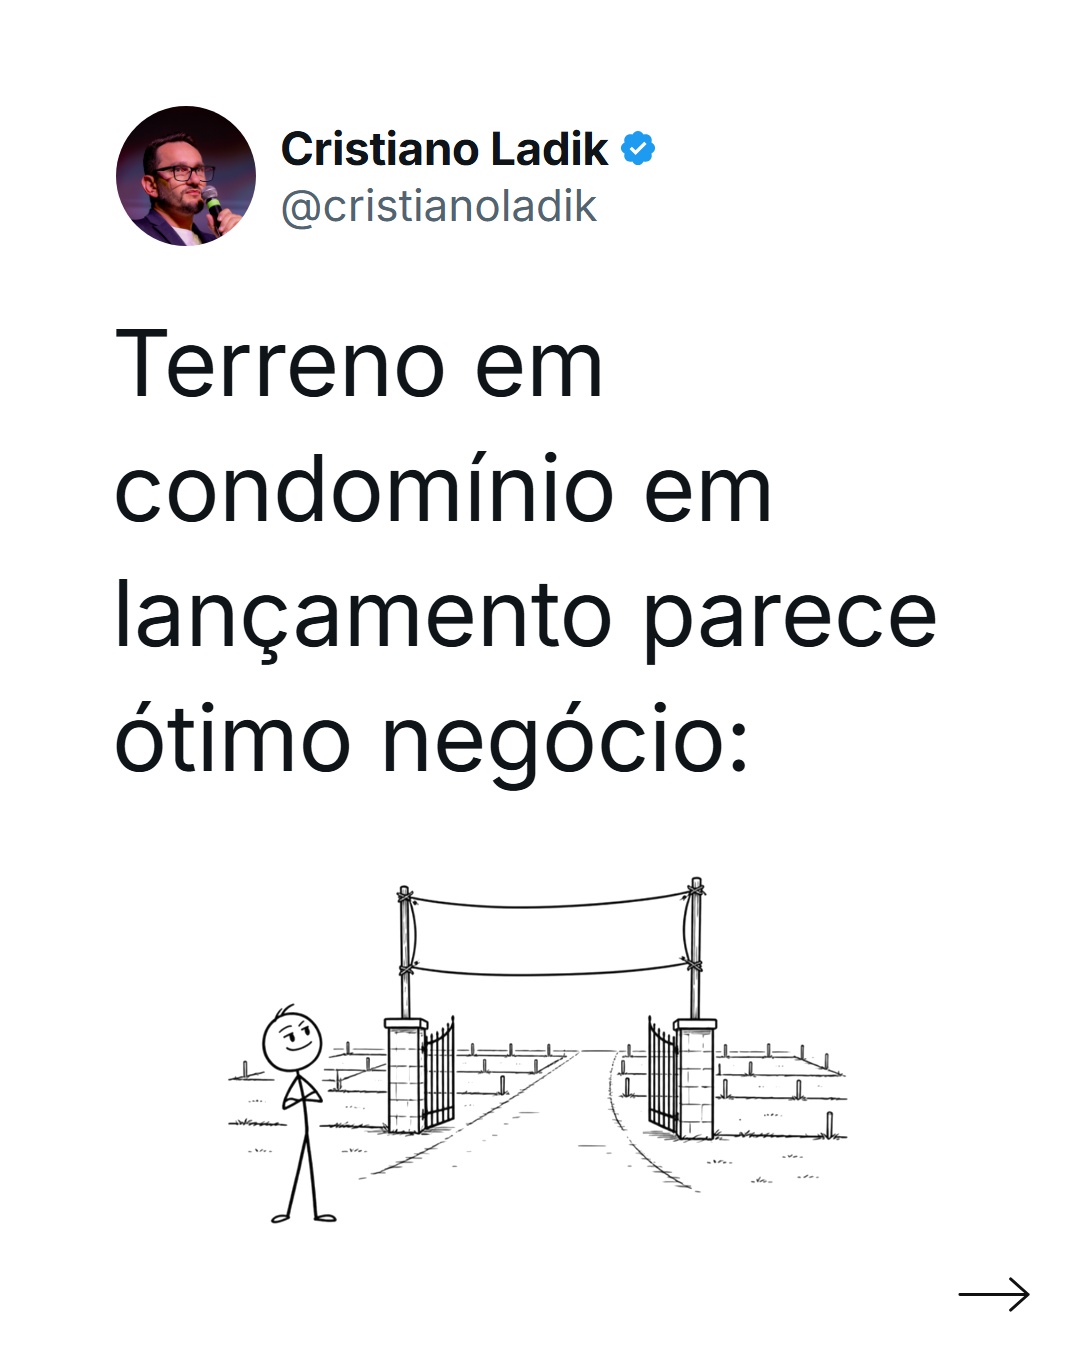 Cristiano Ladik
@cristianoladik
Terreno em
condomínio em
lançamento parece
ótimo negócio: